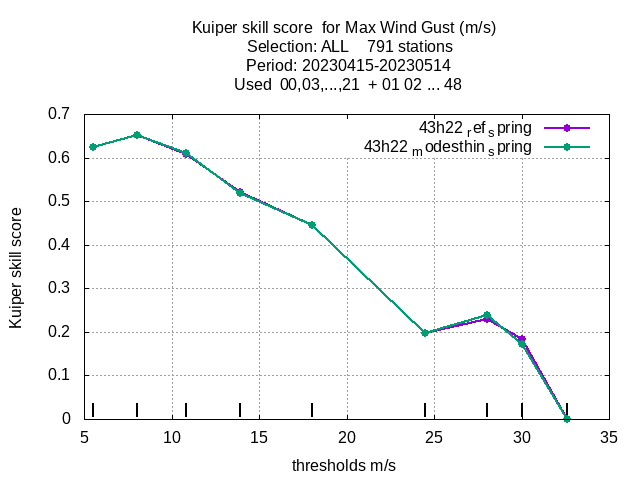 Kuiper skill score  for Max Wind Gust (m/s)
Selection: ALL    791 stations
Period: 20230415-20230514
Used  00,03,...,21  + 01 02 ... 48
43h22 ref spring
43h22 modesthin spring
Kuiper skill score
0.7
0.6
0.5
0.4
0.3
0.2
0.1
0
5 10 15 20 25 30 35
thresholds m/s